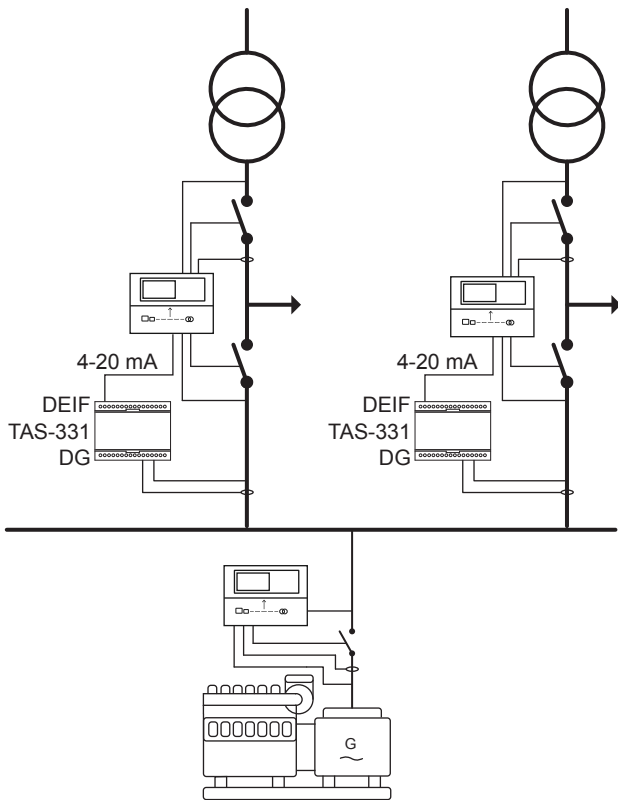 4-20 mA
DEIF
TAS-331
DG
4-20 mA
DEIF
TAS-331
DG
G